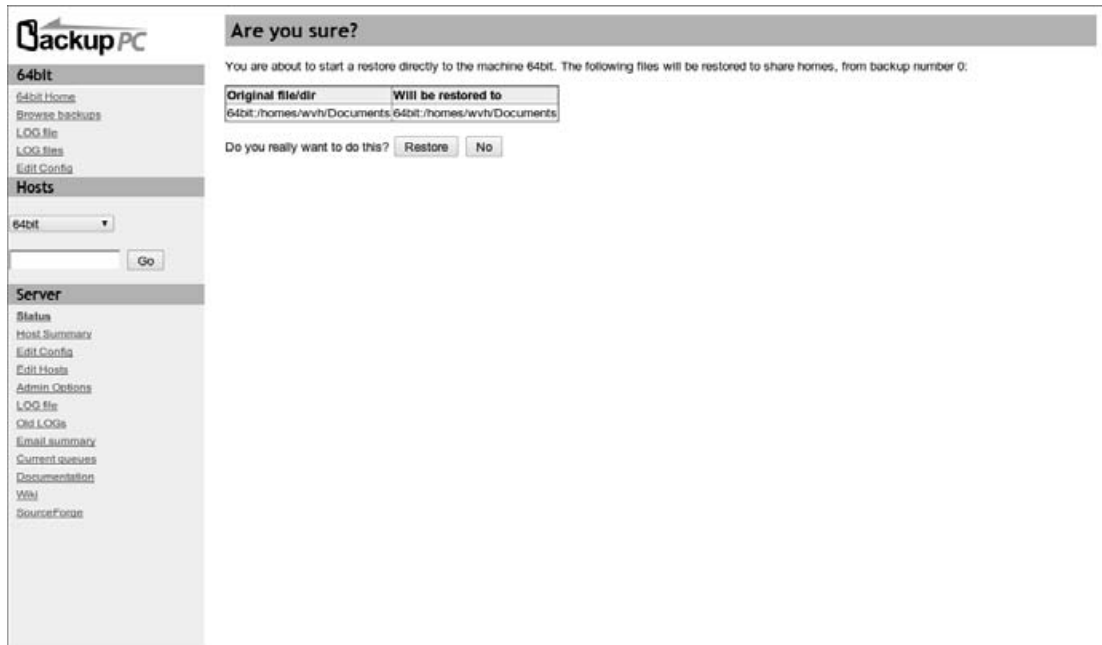 BackupPC
64bit
64bit Home
Browse backups
LOG file
LOG files
Edit Config
Hosts
64bit
Go
Server
Status
Host Summary
Edit Config
Edit Hosts
Admin Options
LOG file
Old LOGs
Email summary
Current queues
Documentation
Wiki
SourceForge
Are you sure?
You are about to start a restore directly to the machine 64bit. The following files will be restored to share homes, from backup number 0:
Original file/dir Will be restored to
64bit:/homes/wvh/Documents 64bit:/homes/wvh/Documents
Do you really want to do this? Restore No